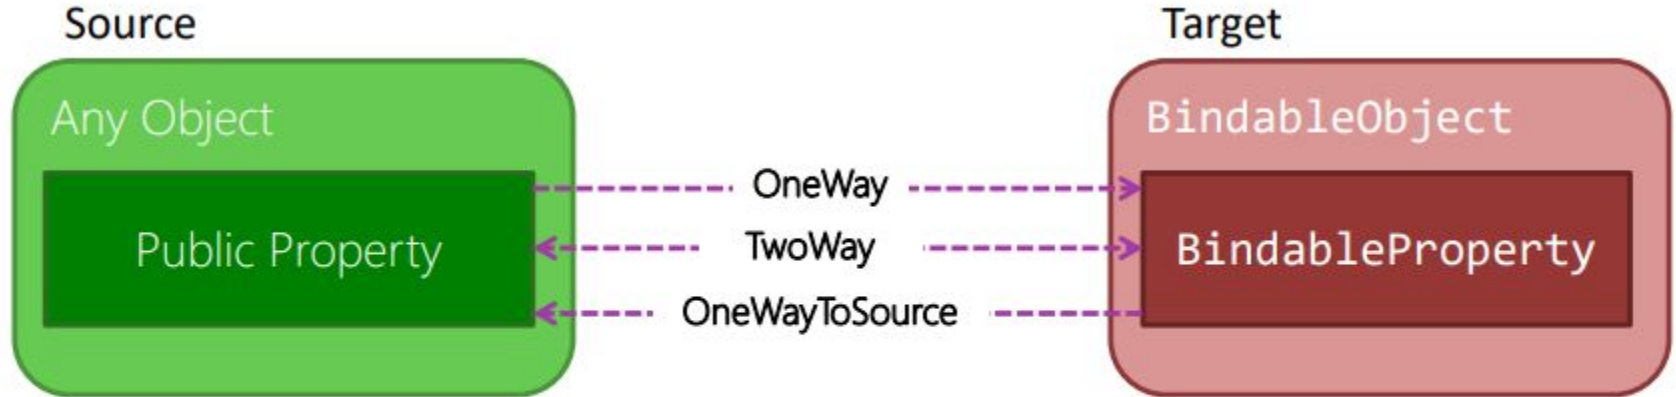 Source
Target
Any Object
BindableObject
OneWay
Public Property
TwoWay
BindableProperty
OneWayToSource